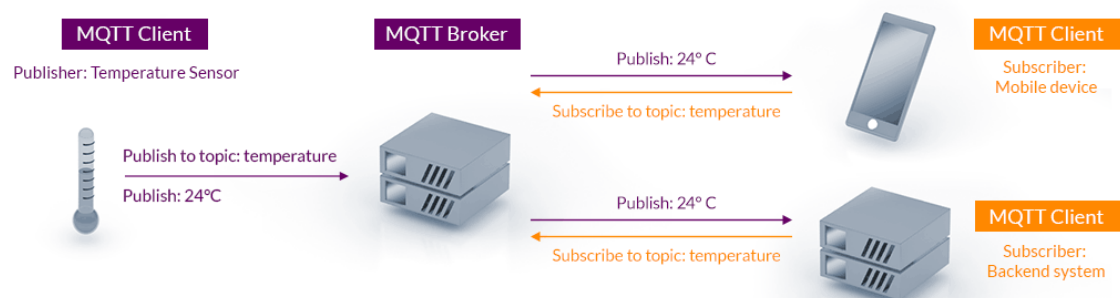 MQTT Client
Publisher: Temperature Sensor
Publish to topic: temperature
Publish: 24°C
MQTT Broker
Publish: 24° C
Subscribe to topic: temperature
MQTT Client
Subscriber:
Mobile device
Publish: 24° C
Subscribe to topic: temperature
MQTT Client
Subscriber:
Backend system